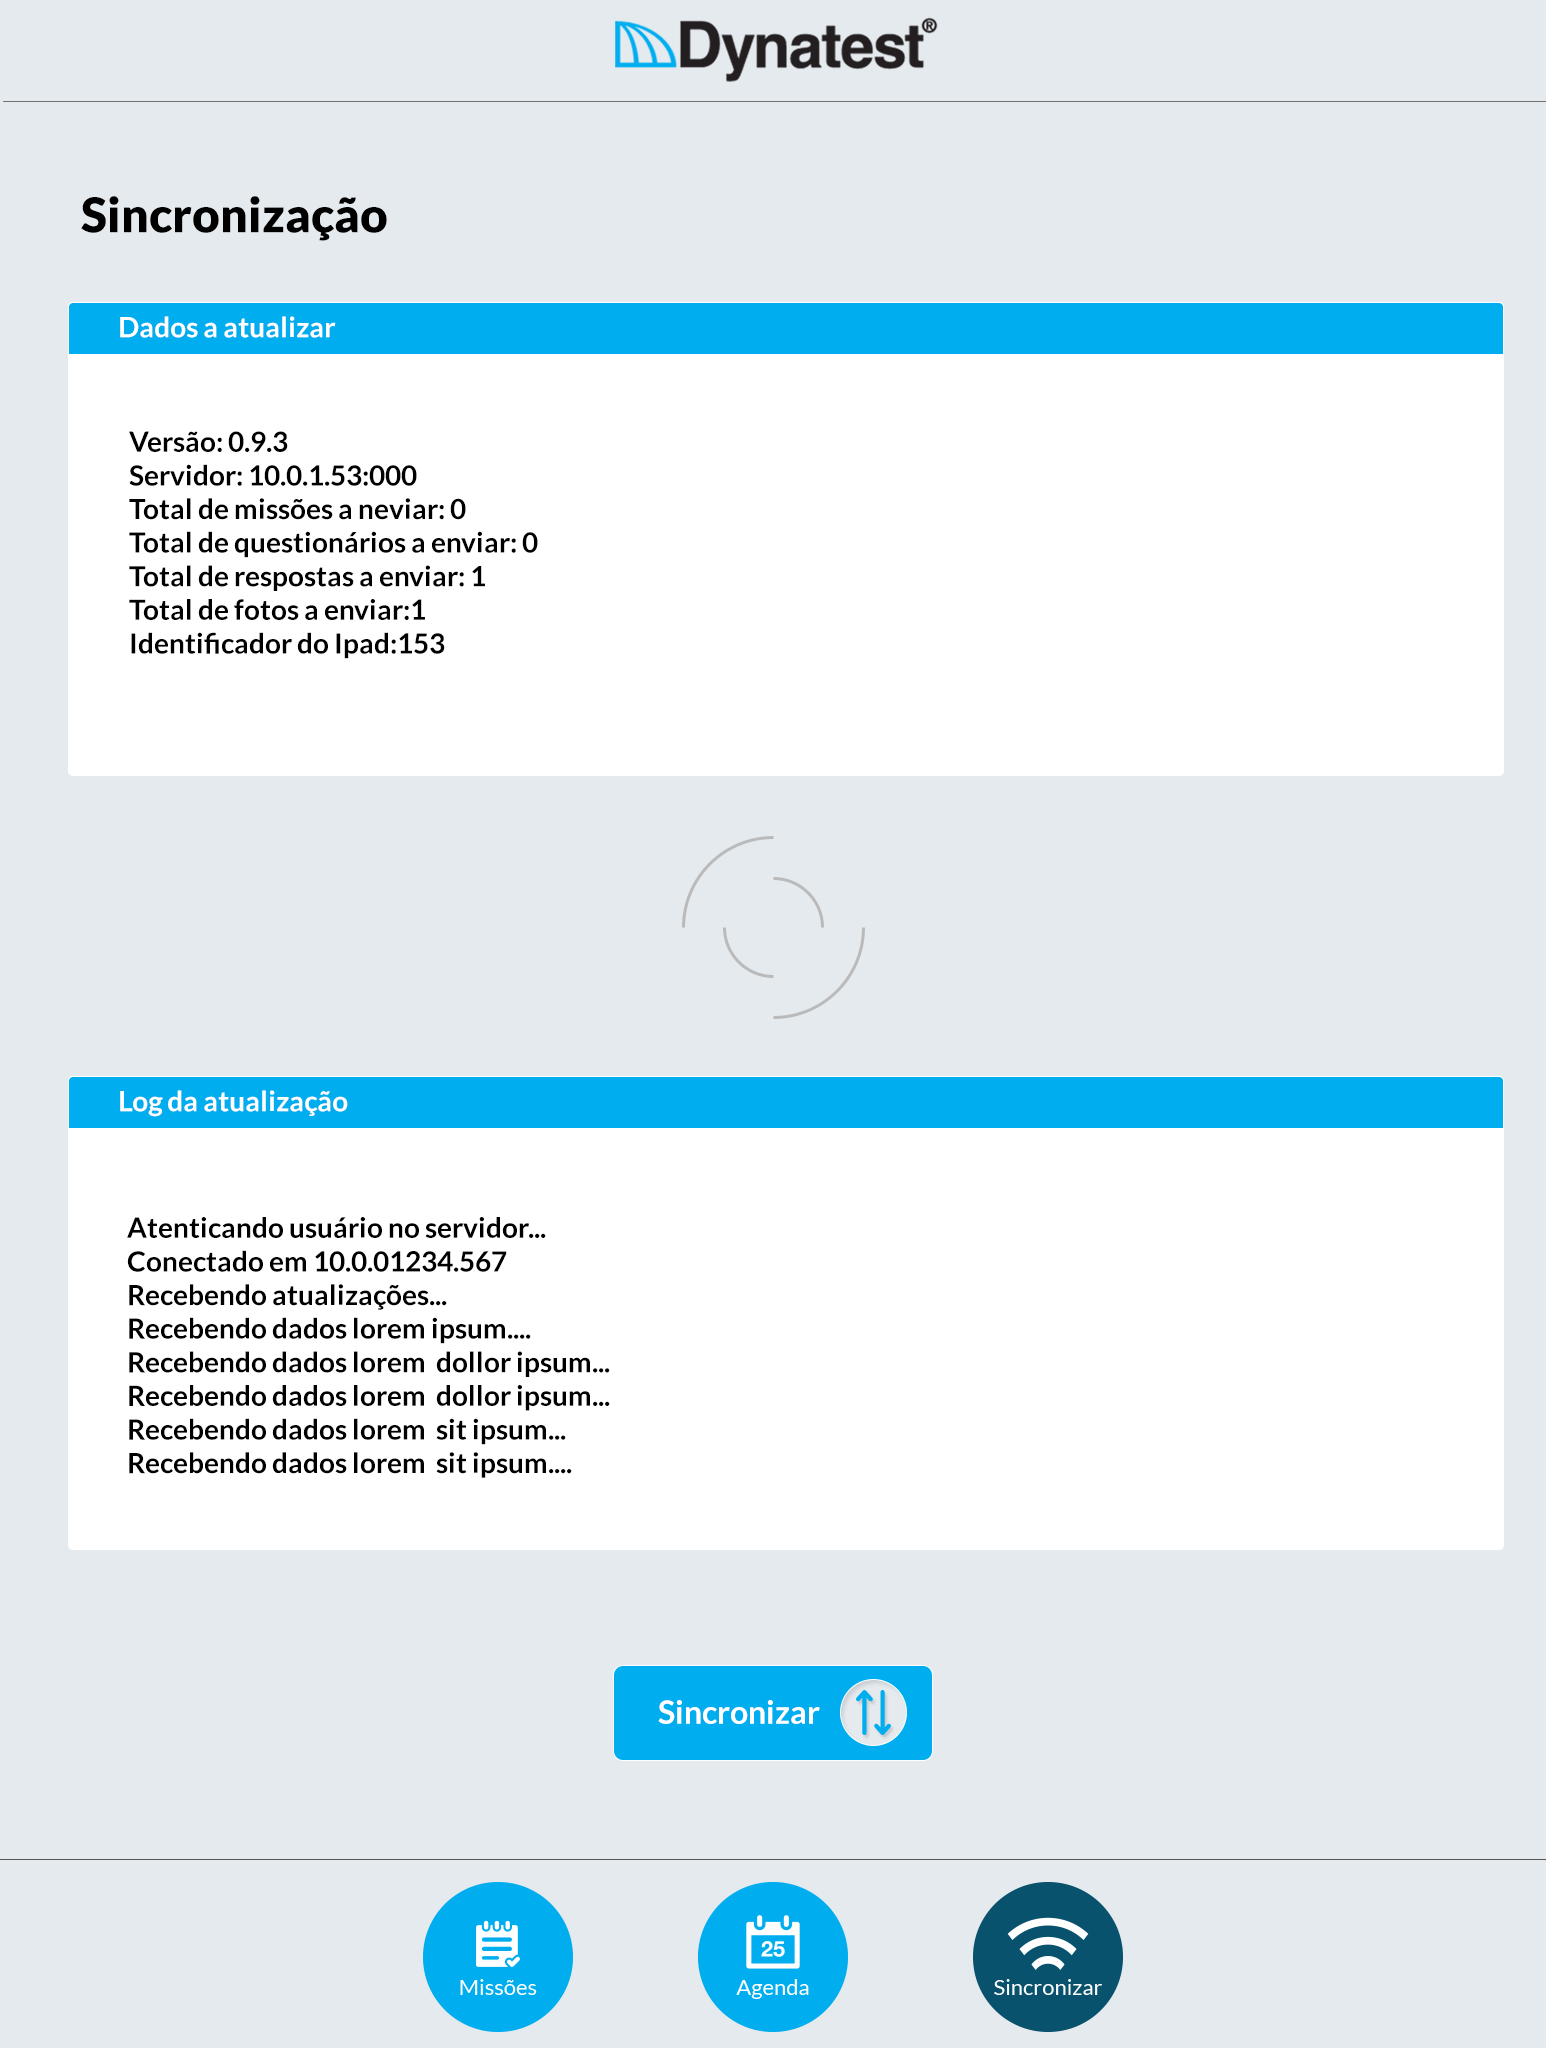 Dynatest®
Sincronização
Dados a atualizar
Versão: 0.9.3
Servidor: 10.0.1.53:000
Total de missões a neviar: 0
Total de questionários a enviar: 0
Total de respostas a enviar: 1
Total de fotos a enviar:1
Identificador do Ipad:153
Log da atualização
Atenticando usuário no servidor...
Conectado em 10.0.01234.567
Recebendo atualizações...
Recebendo dados lorem ipsum....
Recebendo dados lorem  dollor ipsum...
Recebendo dados lorem  dollor ipsum...
Recebendo dados lorem  sit ipsum...
Recebendo dados lorem  sit ipsum....
Sincronizar
25
Missões
Agenda
Sincronizar